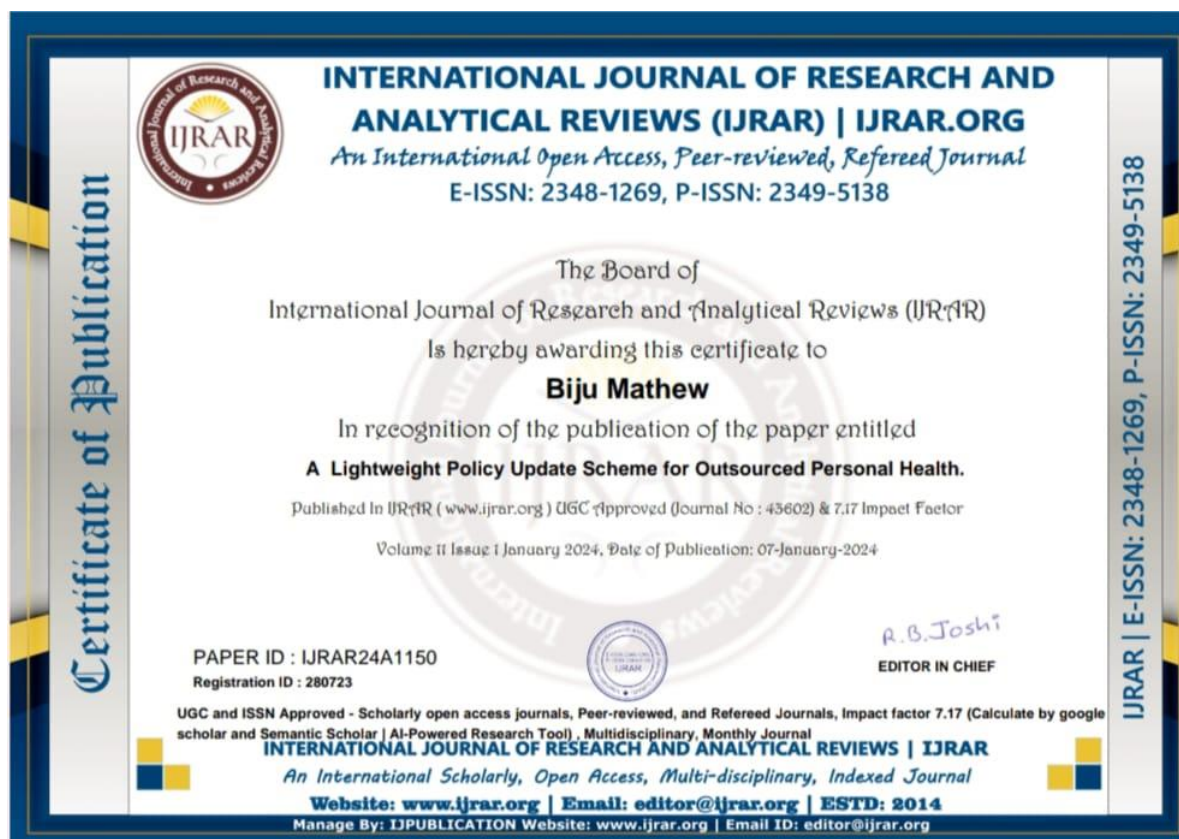 INTERNATIONAL JOURNAL OF RESEARCH AND
ANALYTICAL REVIEWS (IJRAR) | IJRAR.ORG
An International Open Access, Peer-reviewed, Refereed Journal
E-ISSN: 2348-1269, P-ISSN: 2349-5138
International Journal of Research and Analytical Reviews
IJRAR
Certificate of Publication
The Board of
International Journal of Research and Analytical Reviews (IJRAR)
Is hereby awarding this certificate to
Biju Mathew
In recognition of the publication of the paper entitled
A Lightweight Policy Update Scheme for Outsourced Personal Health.
Published In IJRAR ( www.ijrar.org ) UGC Approved (Journal No : 43602) & 7.17 Impact Factor
Volume 11 Issue 1 January 2024, Date of Publication: 07-January-2024
PAPER ID : IJRAR24A1150
Registration ID : 280723
IJRAR
R.B.Joshi
EDITOR IN CHIEF
IJRAR | E-ISSN: 2348-1269, P-ISSN: 2349-5138
UGC and ISSN Approved - Scholarly open access journals, Peer-reviewed, and Refereed Journals, Impact factor 7.17 (Calculate by google
scholar and Semantic Scholar | AI-Powered Research Tool) , Multidisciplinary, Monthly Journal
INTERNATIONAL JOURNAL OF RESEARCH AND ANALYTICAL REVIEWS | IJRAR
An International Scholarly, Open Access, Multi-disciplinary, Indexed Journal
Website: www.ijrar.org | Email: editor@ijrar.org | ESTD: 2014
Manage By: IJPUBLICATION Website: www.ijrar.org | Email ID: editor@ijrar.org